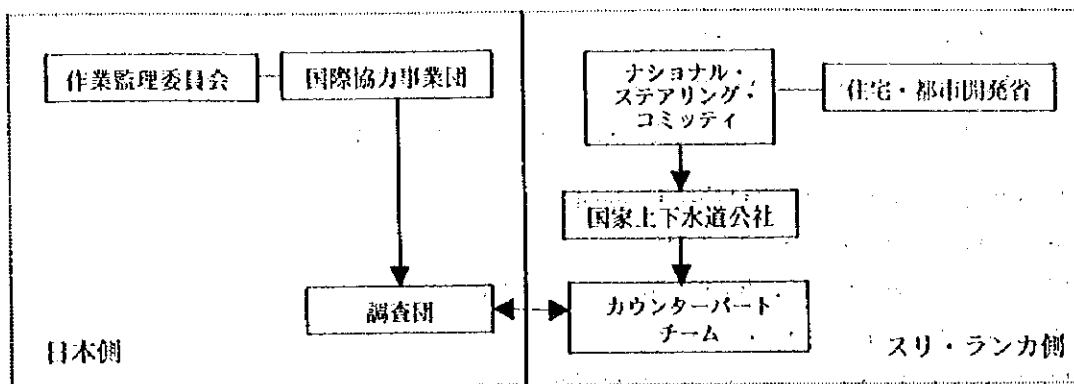 作業監理委員会
国際協力事業団
調査団
日本側
ナショナル・
ステアリング・
コミッティ
住宅・都市開発省
国家上下水道公社
カウンターパート
チーム
スリ・ランカ側